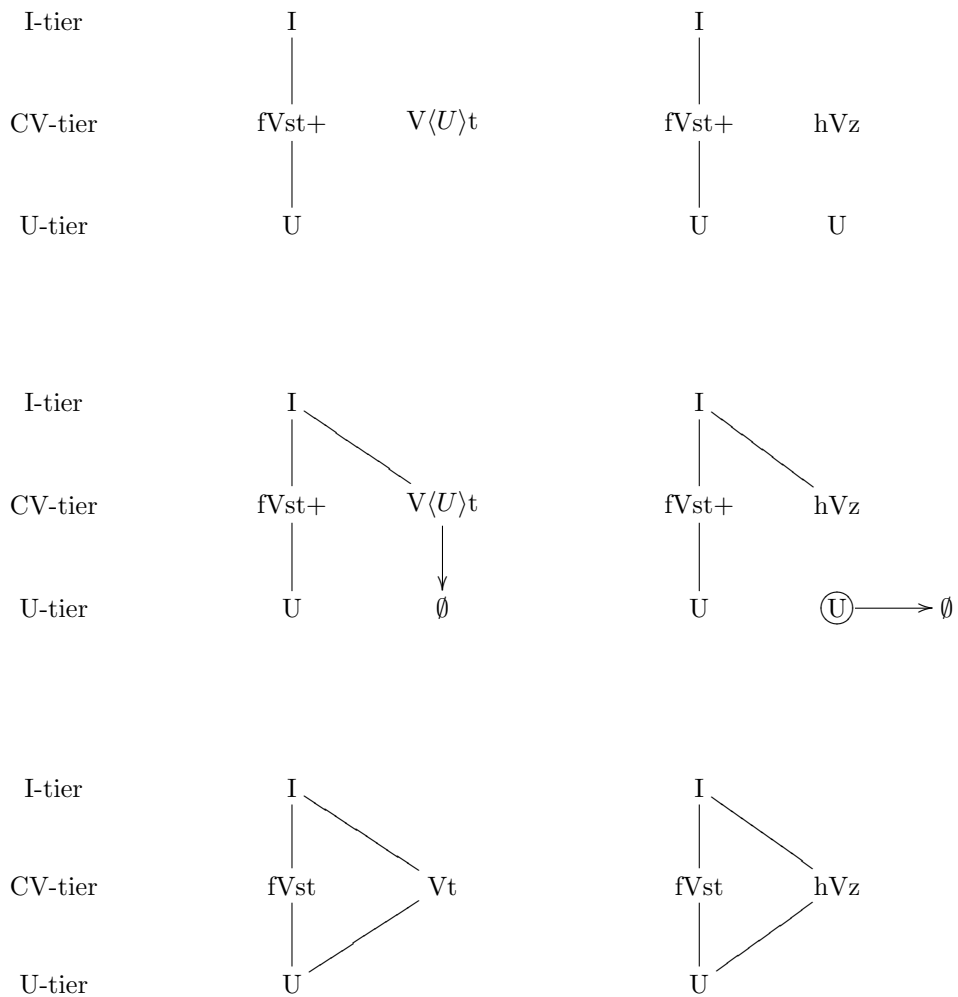 I-tier I I
CV-tier fVst+ V⟨U⟩t fVst+ hVz
U-tier U U U
I-tier I I
CV-tier fVst+ V⟨U⟩t fVst+ hVz
U-tier U ∅ U U ∅
I-tier I I
CV-tier fVst Vt fVst hVz
U-tier U U